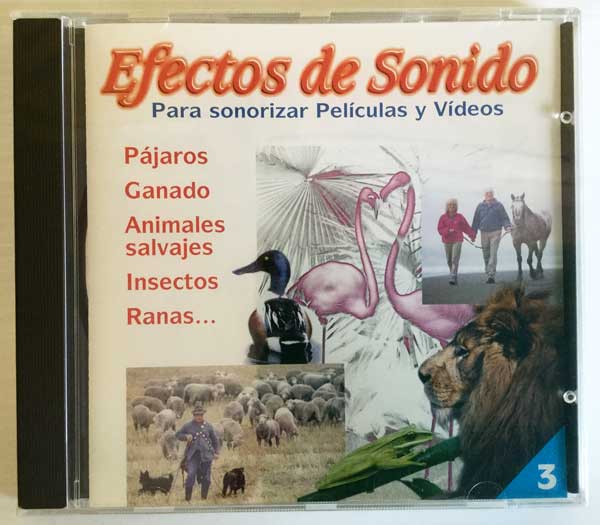 Efectos de Sonido
Para sonorizar Películas y Vídeos
Pájaros
Ganado
Animales
salvajes
Insectos
Ranas...
3